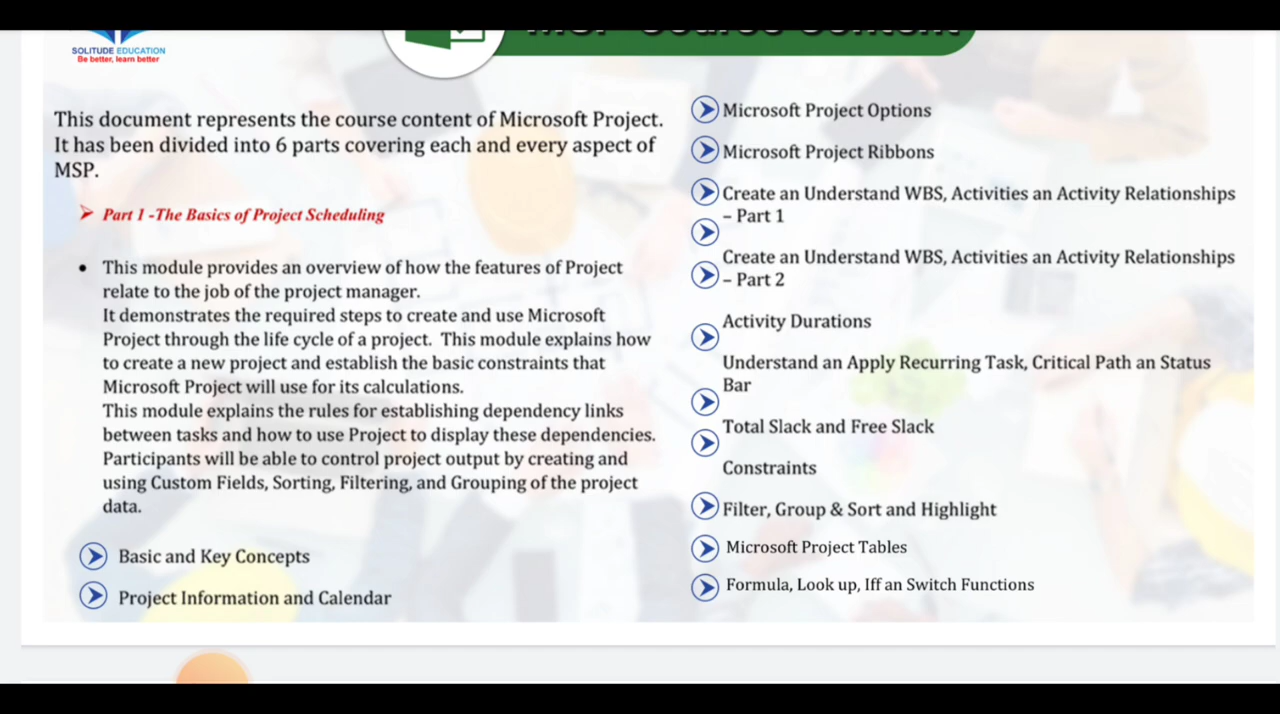 SOLITUDE EDUCATION
Be better, learn better
This document represents the course content of Microsoft Project.
It has been divided into 6 parts covering each and every aspect of
MSP.
Part 1 -The Basics of Project Scheduling
This module provides an overview of how the features of Project
relate to the job of the project manager.
It demonstrates the required steps to create and use Microsoft
Project through the life cycle of a project. This module explains how
to create a new project and establish the basic constraints that
Microsoft Project will use for its calculations.
This module explains the rules for establishing dependency links
between tasks and how to use Project to display these dependencies.
Participants will be able to control project output by creating and
using Custom Fields, Sorting, Filtering, and Grouping of the project
data.
Basic and Key Concepts
Project Information and Calendar
Microsoft Project Options
Microsoft Project Ribbons
Create an Understand WBS, Activities an Activity Relationships
– Part 1
Create an Understand WBS, Activities an Activity Relationships
– Part 2
Activity Durations
Understand an Apply Recurring Task, Critical Path an Status
Bar
Total Slack and Free Slack
Constraints
Filter, Group & Sort and Highlight
Microsoft Project Tables
Formula, Look up, Iff an Switch Functions